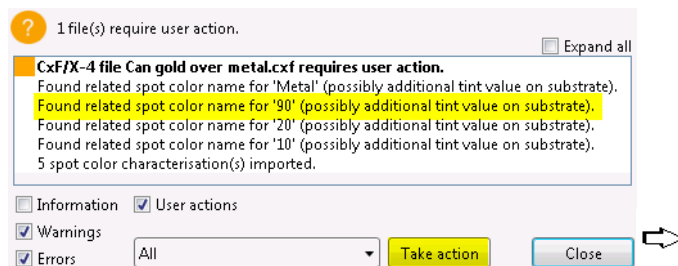 ?
1 file(s) require user action.
Expand all
CxF/X-4 file Can gold over metal.cxf requires user action.
Found related spot color name for 'Metal' (possibly additional tint value on substrate).
Found related spot color name for '90' (possibly additional tint value on substrate).
Found related spot color name for '20' (possibly additional tint value on substrate).
Found related spot color name for '10' (possibly additional tint value on substrate).
5 spot color characterisation(s) imported.
Information User actions
Warnings
Errors All Take action Close